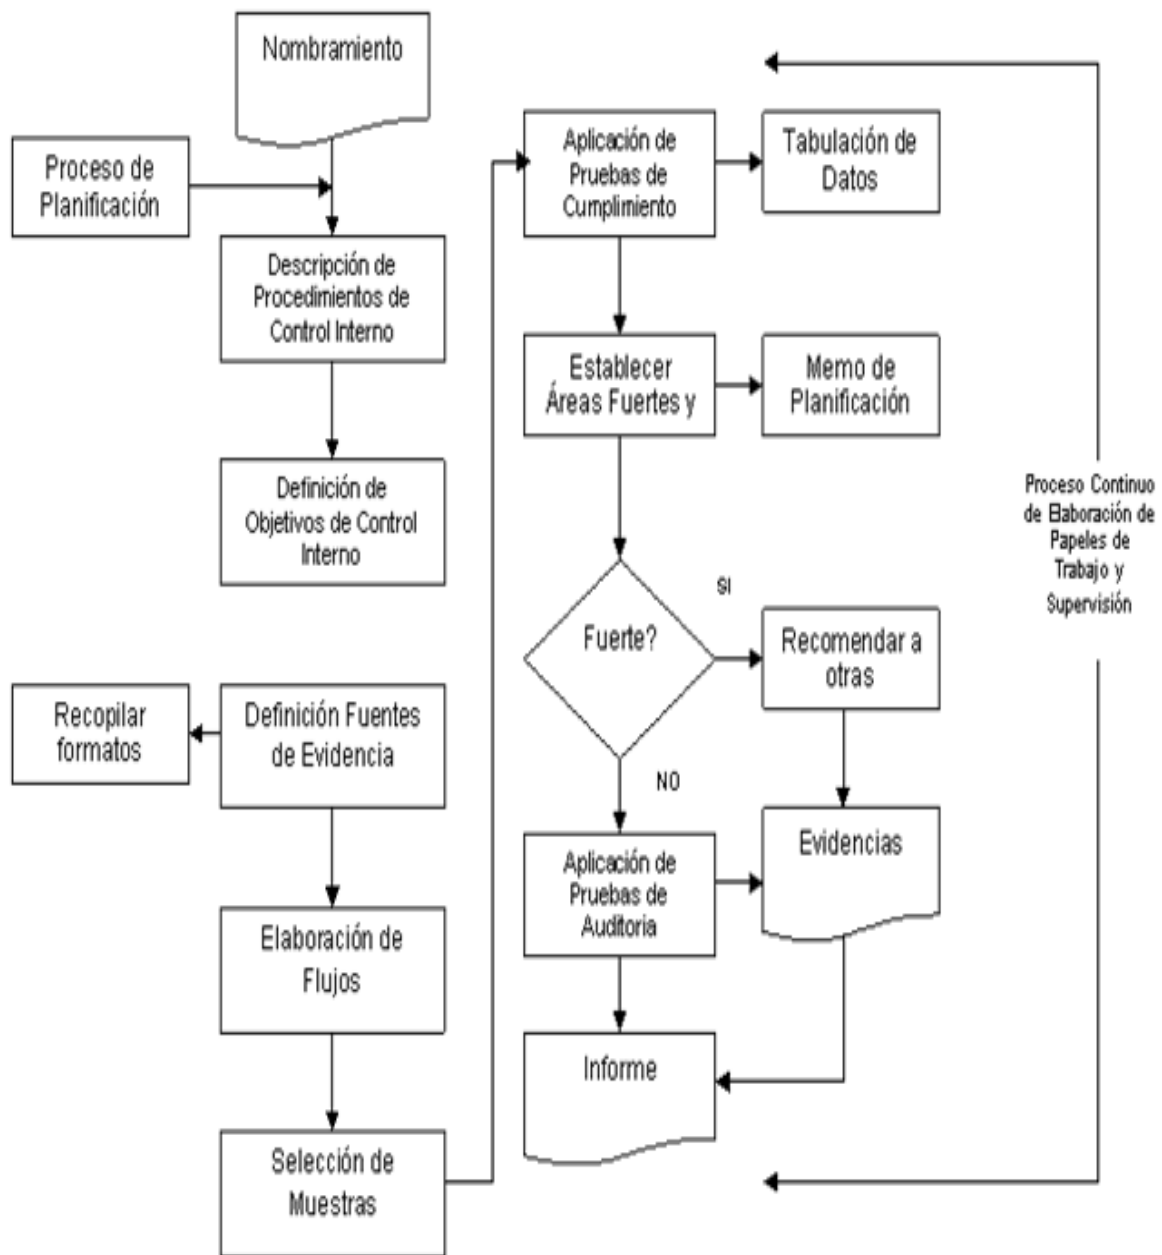 Nombramiento
Proceso de
Planificación
Descripción de
Procedimientos de
Control Interno
Definición de
Objetivos de Control
Interno
Recopilar
formatos
Definición Fuentes
de Evidencia
Elaboración de
Flujos
Selección de
Muestras
Aplicación de
Pruebas de
Cumplimiento
Tabulación de
Datos
Establecer
Áreas Fuertes y
Memo de
Planificación
Fuerte?
SI
Recomendar a
otras
NO
Aplicación de
Pruebas de
Auditoria
Evidencias
Informe
Proceso Continuo
de Elaboración de
Papeles de
Trabajo y
Supervisión